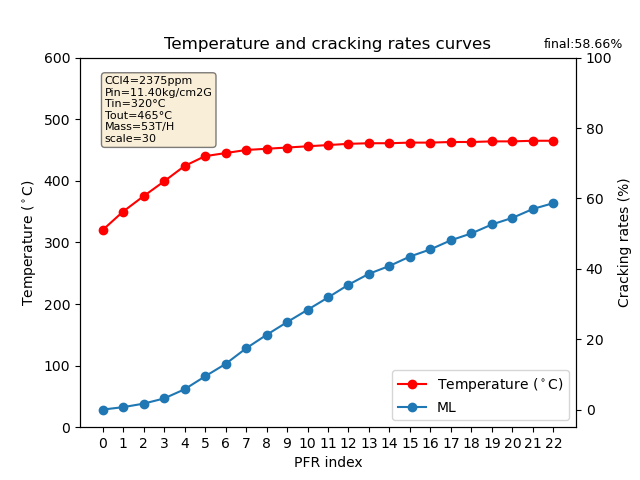 Temperature and cracking rates curves
final:58.66%
CCl4=2375ppm
Pin=11.40kg/cm2G
Tin=320°C
Tout=465°C
Mass=53T/H
scale=30
600
500
400
300
200
100
0
Temperature (°C)
100
80
60
40
20
0
Cracking rates (%)
Temperature (°C)
ML
0 1 2 3 4 5 6 7 8 9 10 11 12 13 14 15 16 17 18 19 20 21 22
PFR index